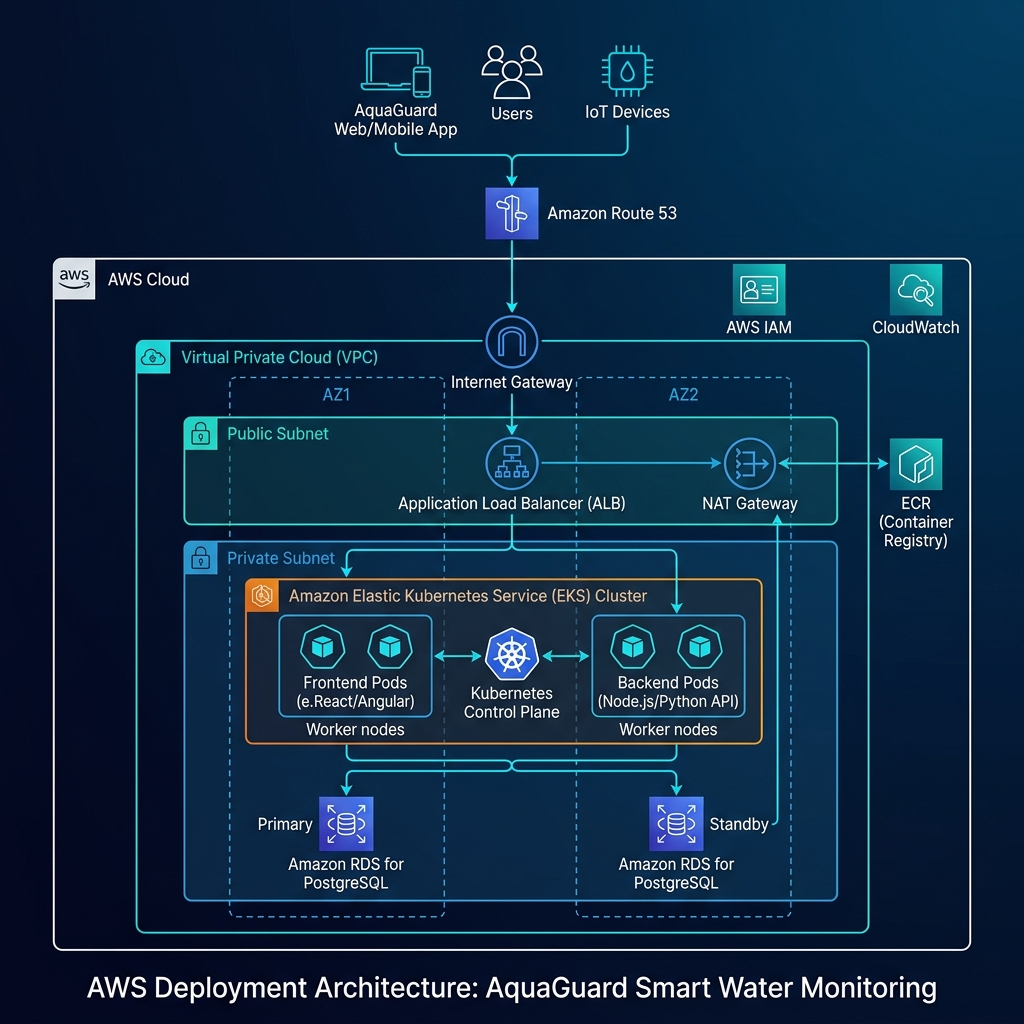 AquaGuard
Web/Mobile App
Users
IoT Devices
Amazon Route 53
aws
AWS Cloud
AWS IAM
CloudWatch
Virtual Private Cloud (VPC)
Internet Gateway
AZ1
AZ2
Public Subnet
Application Load Balancer (ALB)
NAT Gateway
ECR
(Container
Registry)
Private Subnet
Amazon Elastic Kubernetes Service (EKS) Cluster
Frontend Pods
(e.React/Angular)
Worker nodes
Kubernetes
Control Plane
Backend Pods
(Node.js/Python API)
Worker nodes
Primary
Amazon RDS for
PostgreSQL
Standby
Amazon RDS for
PostgreSQL
AWS Deployment Architecture: AquaGuard Smart Water Monitoring